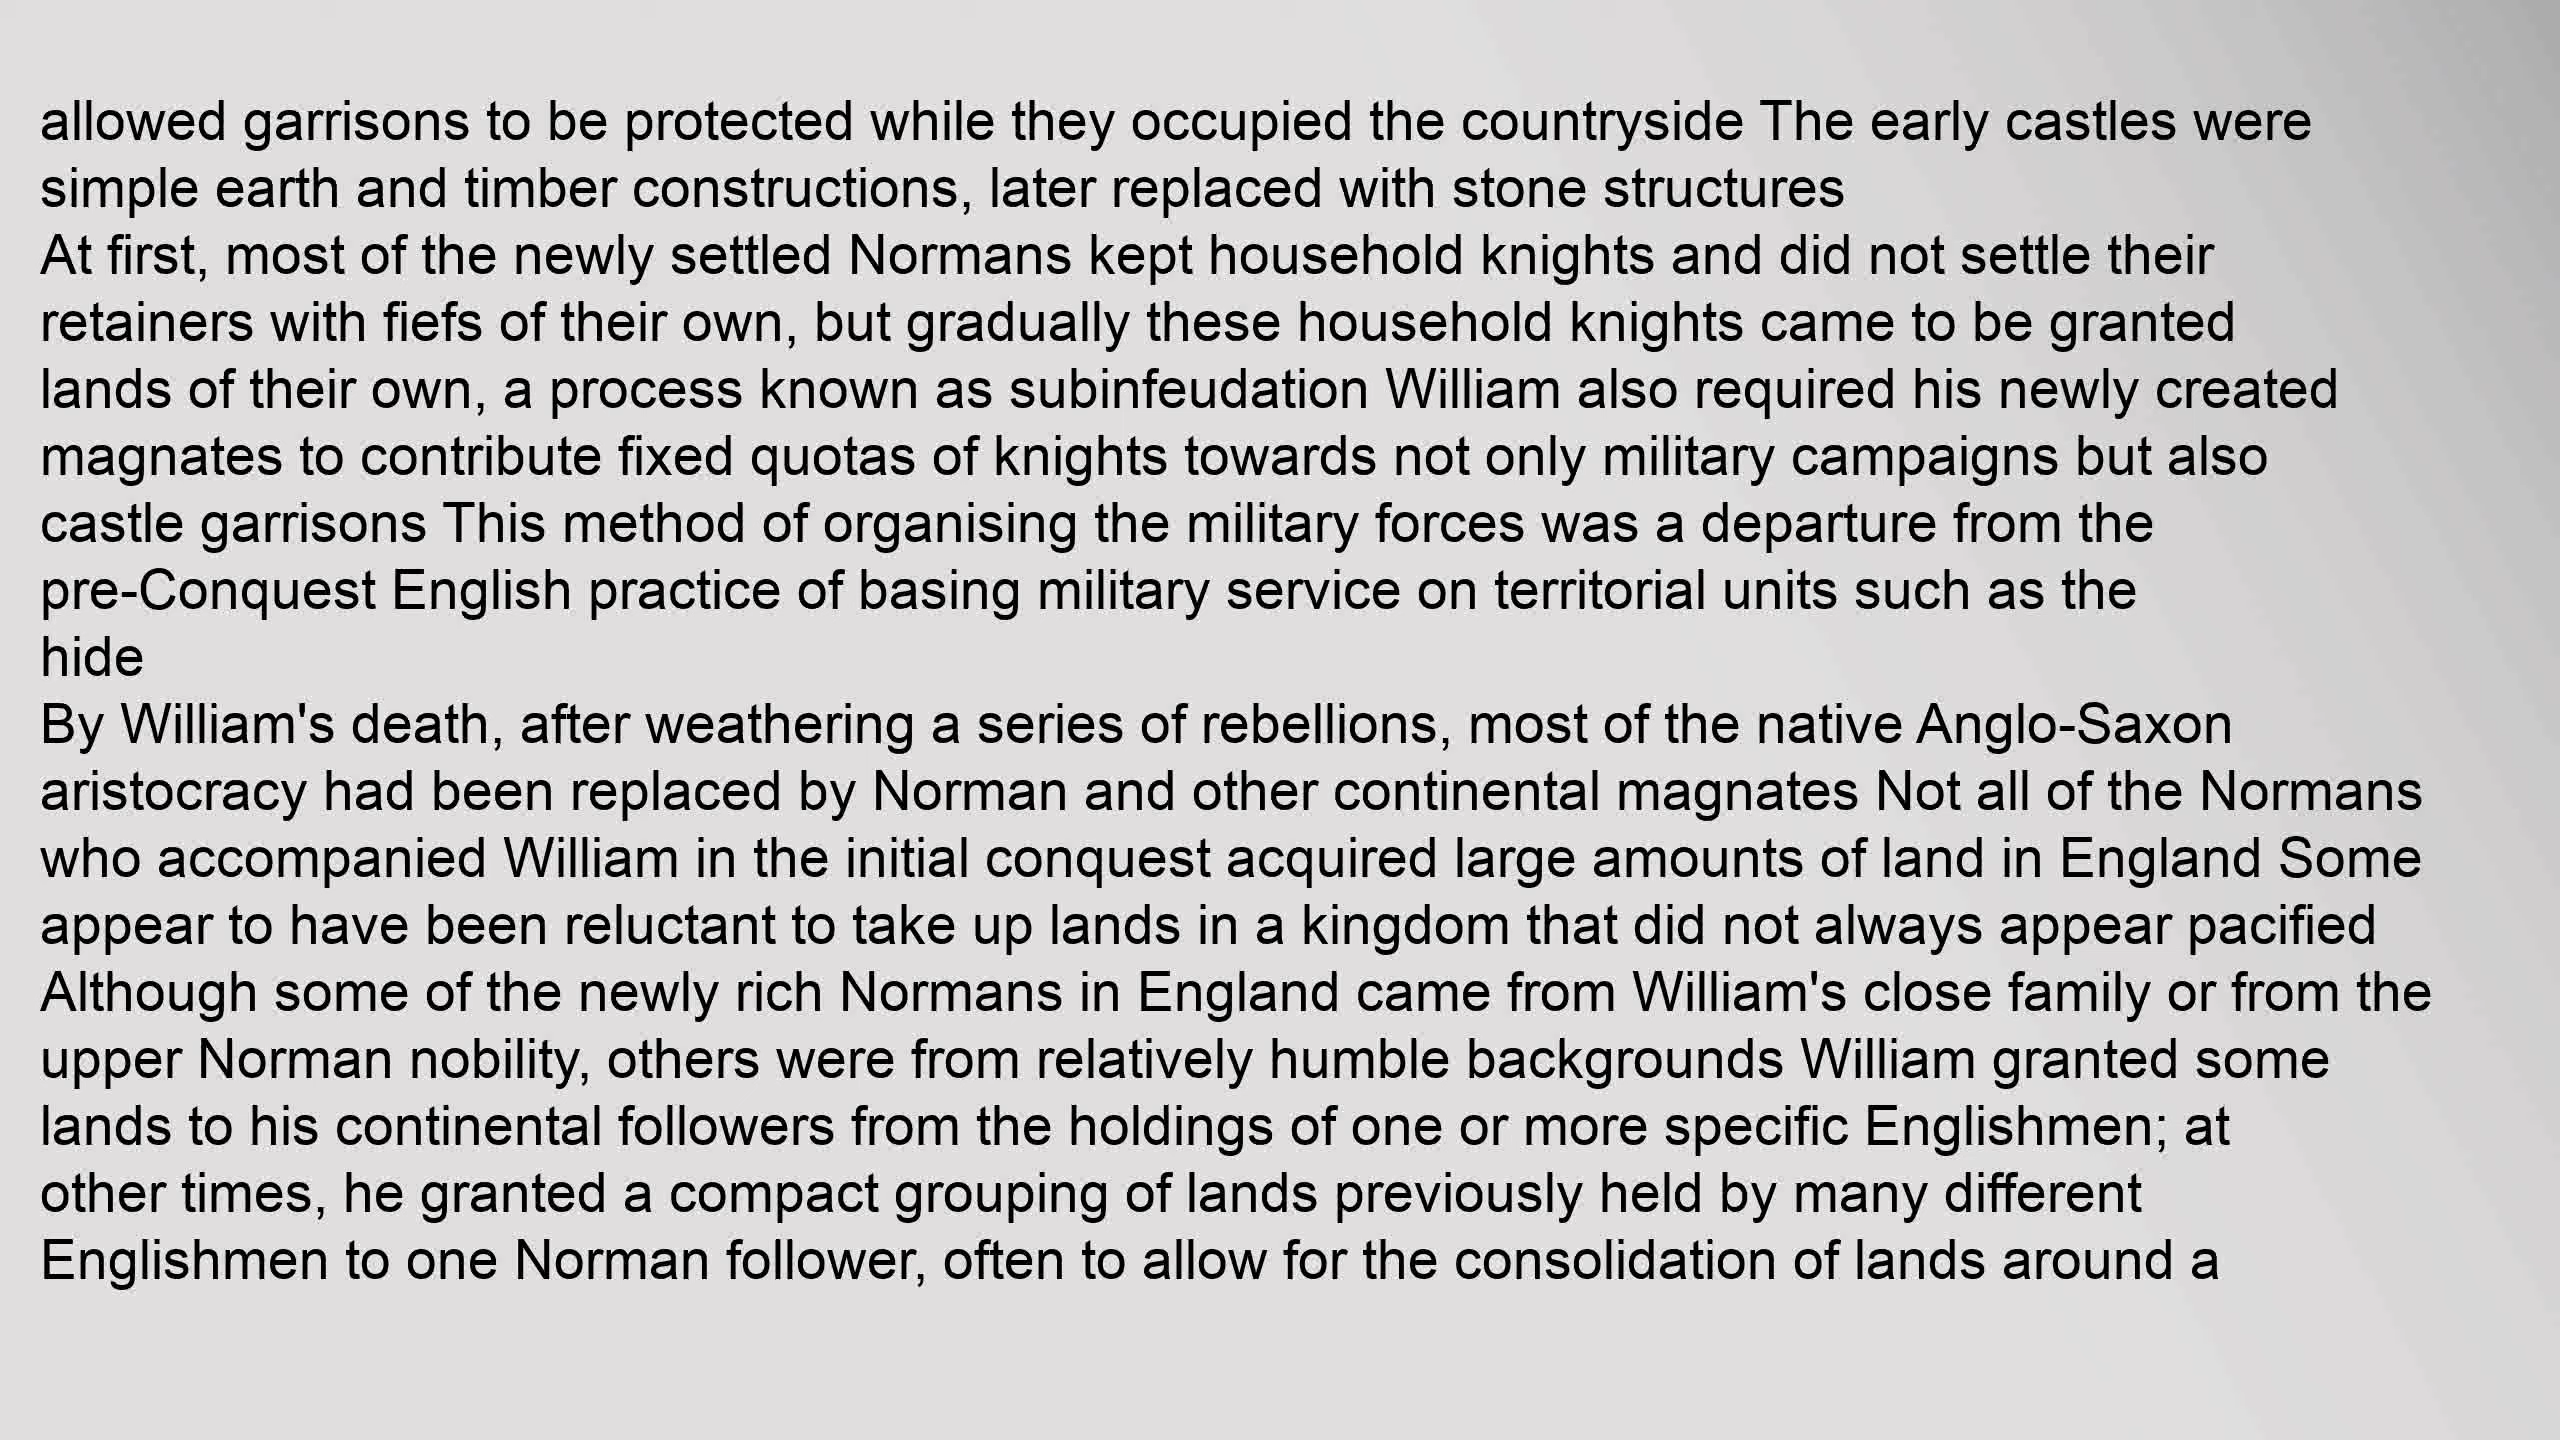 allowed garrisons to be protected while they occupied the countryside The early castles were
simple earth and timber constructions, later replaced with stone structures
At first, most of the newly settled Normans kept household knights and did not settle their
retainers with fiefs of their own, but gradually these household knights came to be granted
lands of their own, a process known as subinfeudation William also required his newly created
magnates to contribute fixed quotas of knights towards not only military campaigns but also
castle garrisons This method of organising the military forces was a departure from the
pre-Conquest English practice of basing military service on territorial units such as the
hide
By William's death, after weathering a series of rebellions, most of the native Anglo-Saxon
aristocracy had been replaced by Norman and other continental magnates Not all of the Normans
who accompanied William in the initial conquest acquired large amounts of land in England Some
appear to have been reluctant to take up lands in a kingdom that did not always appear pacified
Although some of the newly rich Normans in England came from William's close family or from the
upper Norman nobility, others were from relatively humble backgrounds William granted some
lands to his continental followers from the holdings of one or more specific Englishmen; at
other times, he granted a compact grouping of lands previously held by many different
Englishmen to one Norman follower, often to allow for the consolidation of lands around a